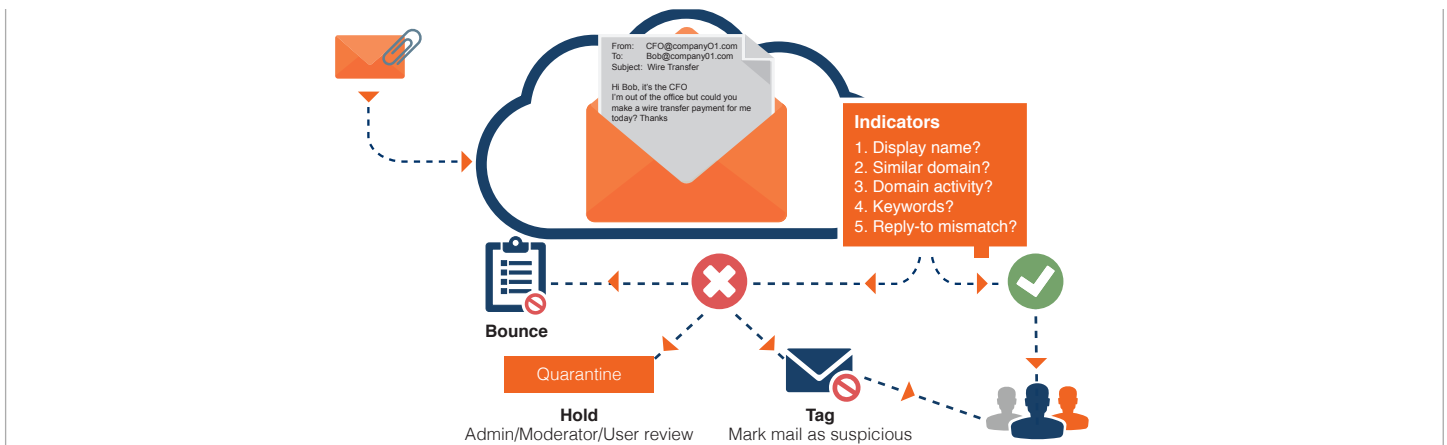 From: CFO@companyO1.com
To: Bob@company01.com
Subject: Wire Transfer
Hi Bob, it's the CFO
I'm out of the office but could you
make a wire transfer payment for me
today? Thanks
Indicators
1. Display name?
2. Similar domain?
3. Domain activity?
4. Keywords?
5. Reply-to mismatch?
Bounce
Quarantine
Hold
Admin/Moderator/User review
Tag
Mark mail as suspicious